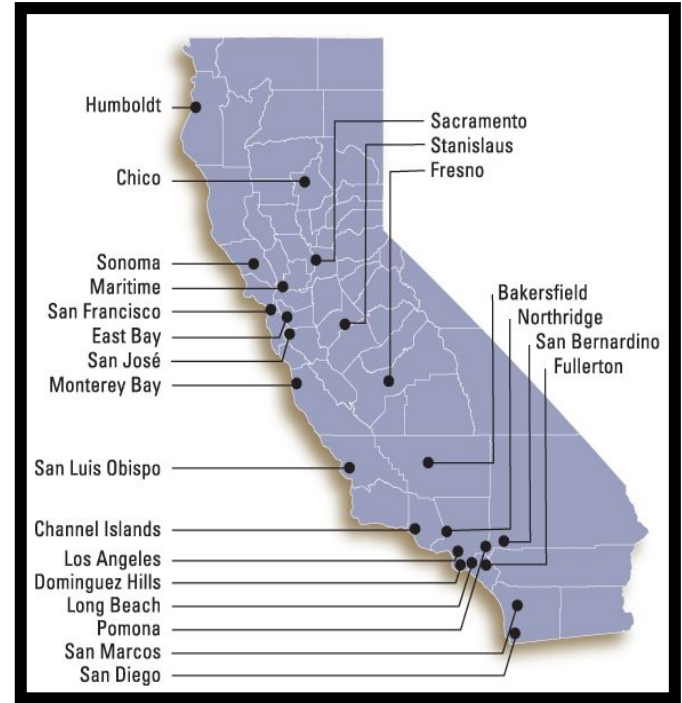 Humboldt
Chico
Sonoma
Maritime
San Francisco
East Bay
San José
Monterey Bay
San Luis Obispo
Channel Islands
Los Angeles
Dominguez Hills
Long Beach
Pomona
San Marcos
San Diego
Sacramento
Stanislaus
Fresno
Bakersfield
Northridge
San Bernardino
Fullerton